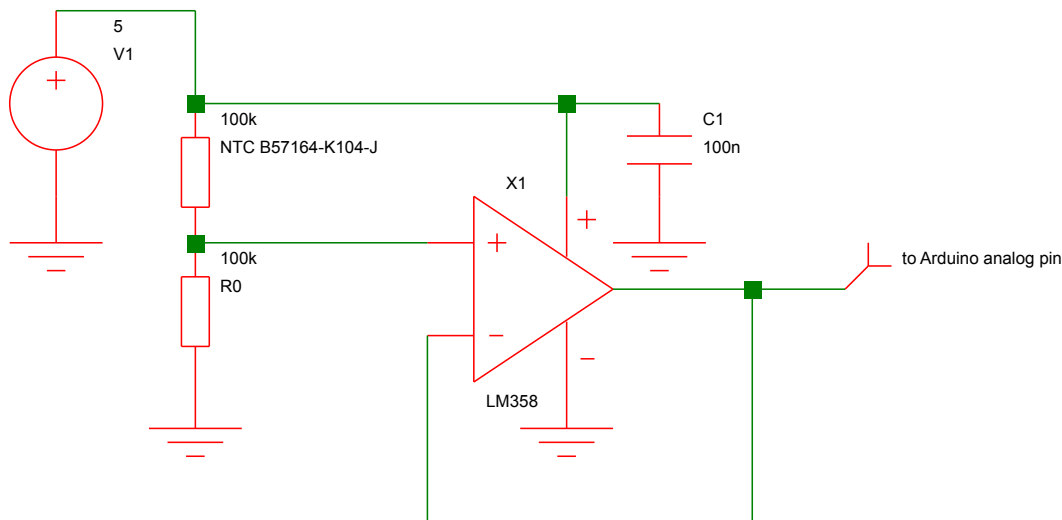 5
V1
100k
NTC B57164-K104-J
C1
100n
X1
+
+
+
100k
R0
to Arduino analog pin
−
−
LM358